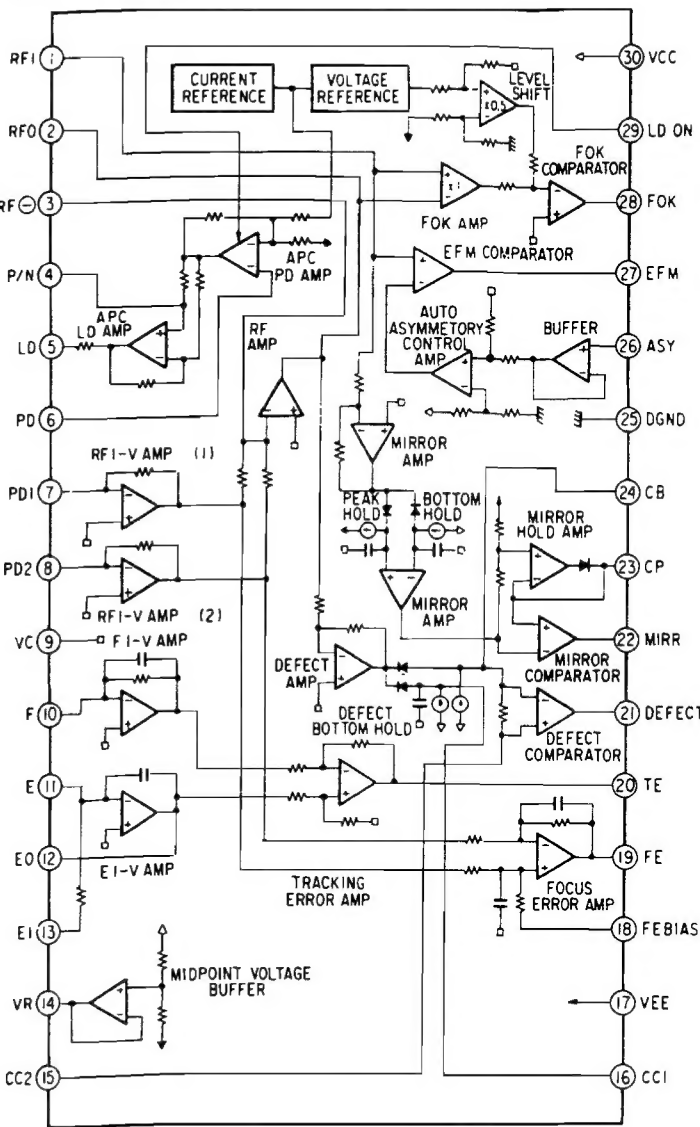 RFI 1
30 VCC
CURRENT
REFERENCE
VOLTAGE
REFERENCE
LEVEL
SHIFT
×0.5
RFO 2
29 LD ON
FOK
COMPARATOR
RF⊖ 3
×1
28 FOK
FOK AMP
APC
PD AMP
EFM COMPARATOR
P/N 4
27 EFM
APC
LD AMP
RF
AMP
AUTO
ASYMMETORY
CONTROL
AMP
BUFFER
LD 5
26 ASY
PD 6
25 DGND
MIRROR
AMP
RF I-V AMP (1)
PD1 7
24 CB
PEAK
HOLD
BOTTOM
HOLD
MIRROR
HOLD AMP
PD2 8
23 CP
RF I-V AMP (2)
MIRROR
AMP
VC 9
22 MIRR
F I-V AMP
MIRROR
COMPARATOR
DEFECT
AMP
F 10
21 DEFECT
DEFECT
BOTTOM HOLD
DEFECT
COMPARATOR
E 11
20 TE
EO 12
19 FE
E I-V AMP
TRACKING
ERROR AMP
FOCUS
ERROR AMP
EI 13
18 FEBIAS
MIDPOINT VOLTAGE
BUFFER
VR 14
17 VEE
CC2 15
16 CC1